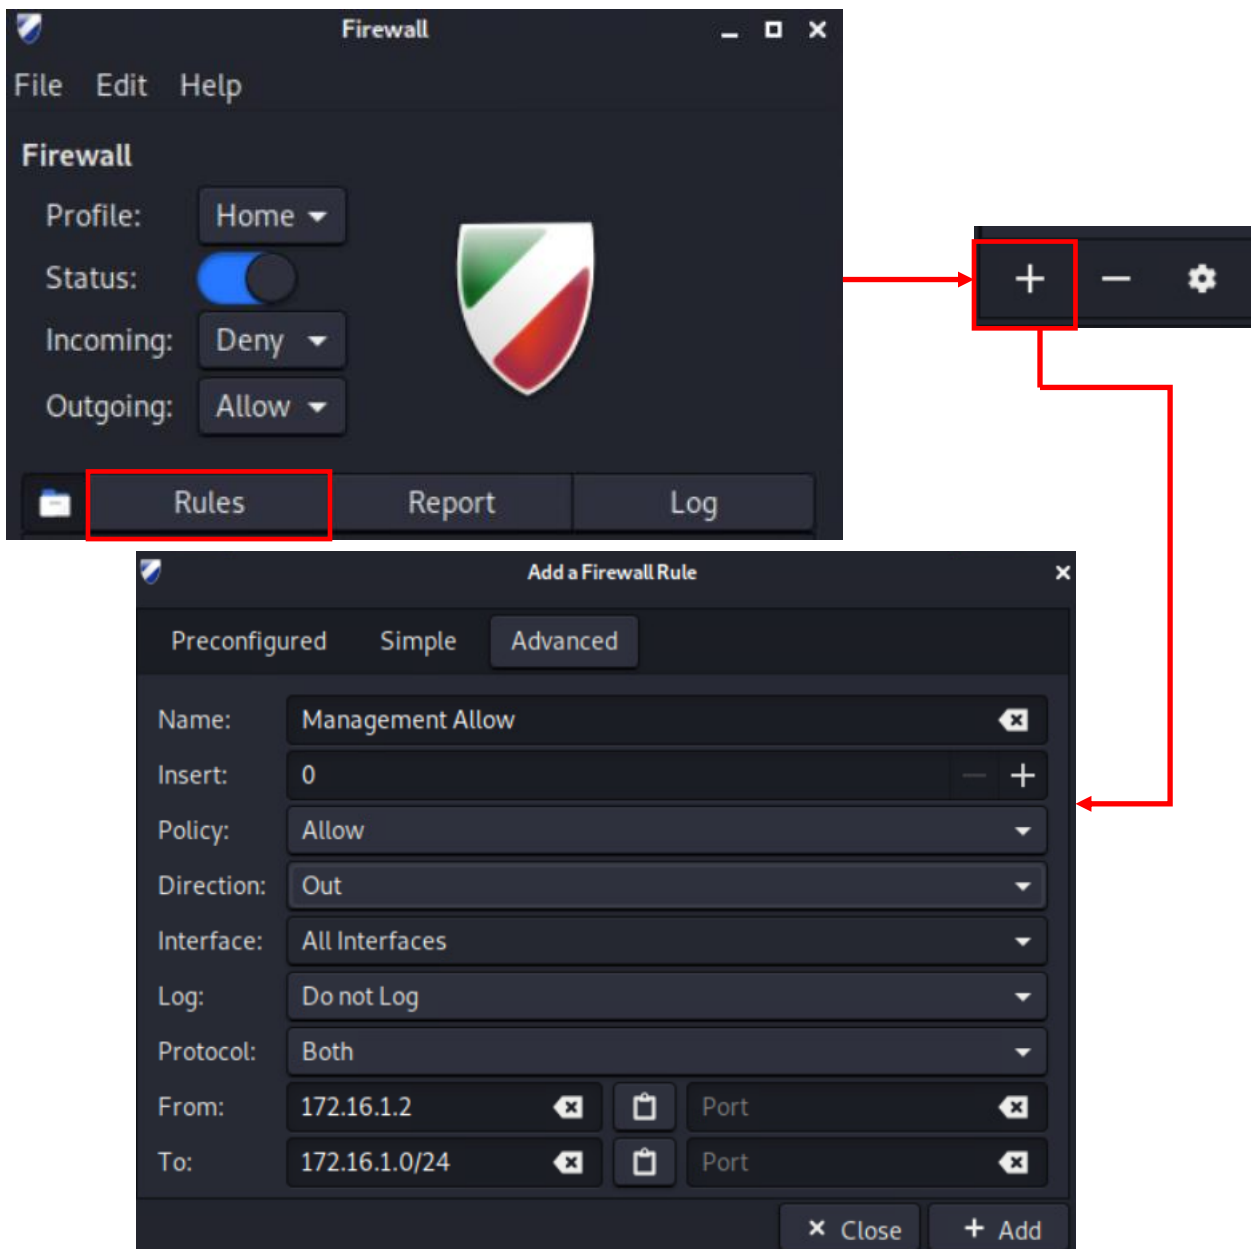 Firewall
File Edit Help
Firewall
Profile: Home
Status:
Incoming: Deny
Outgoing: Allow
Rules Report Log
Add a Firewall Rule
Preconfigured Simple Advanced
Name: Management Allow
Insert: 0
Policy: Allow
Direction: Out
Interface: All Interfaces
Log: Do not Log
Protocol: Both
From: 172.16.1.2 Port
To: 172.16.1.0/24 Port
Close Add